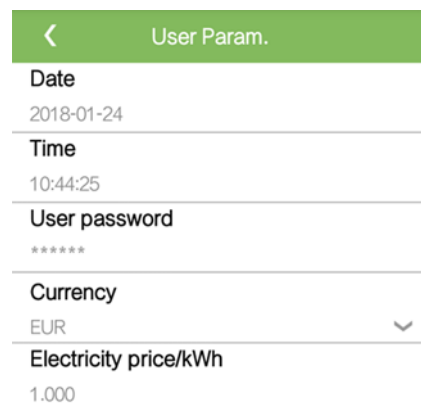 User Param.
Date
2018-01-24
Time
10:44:25
User password
******
Currency
EUR
Electricity price/kWh
1.000